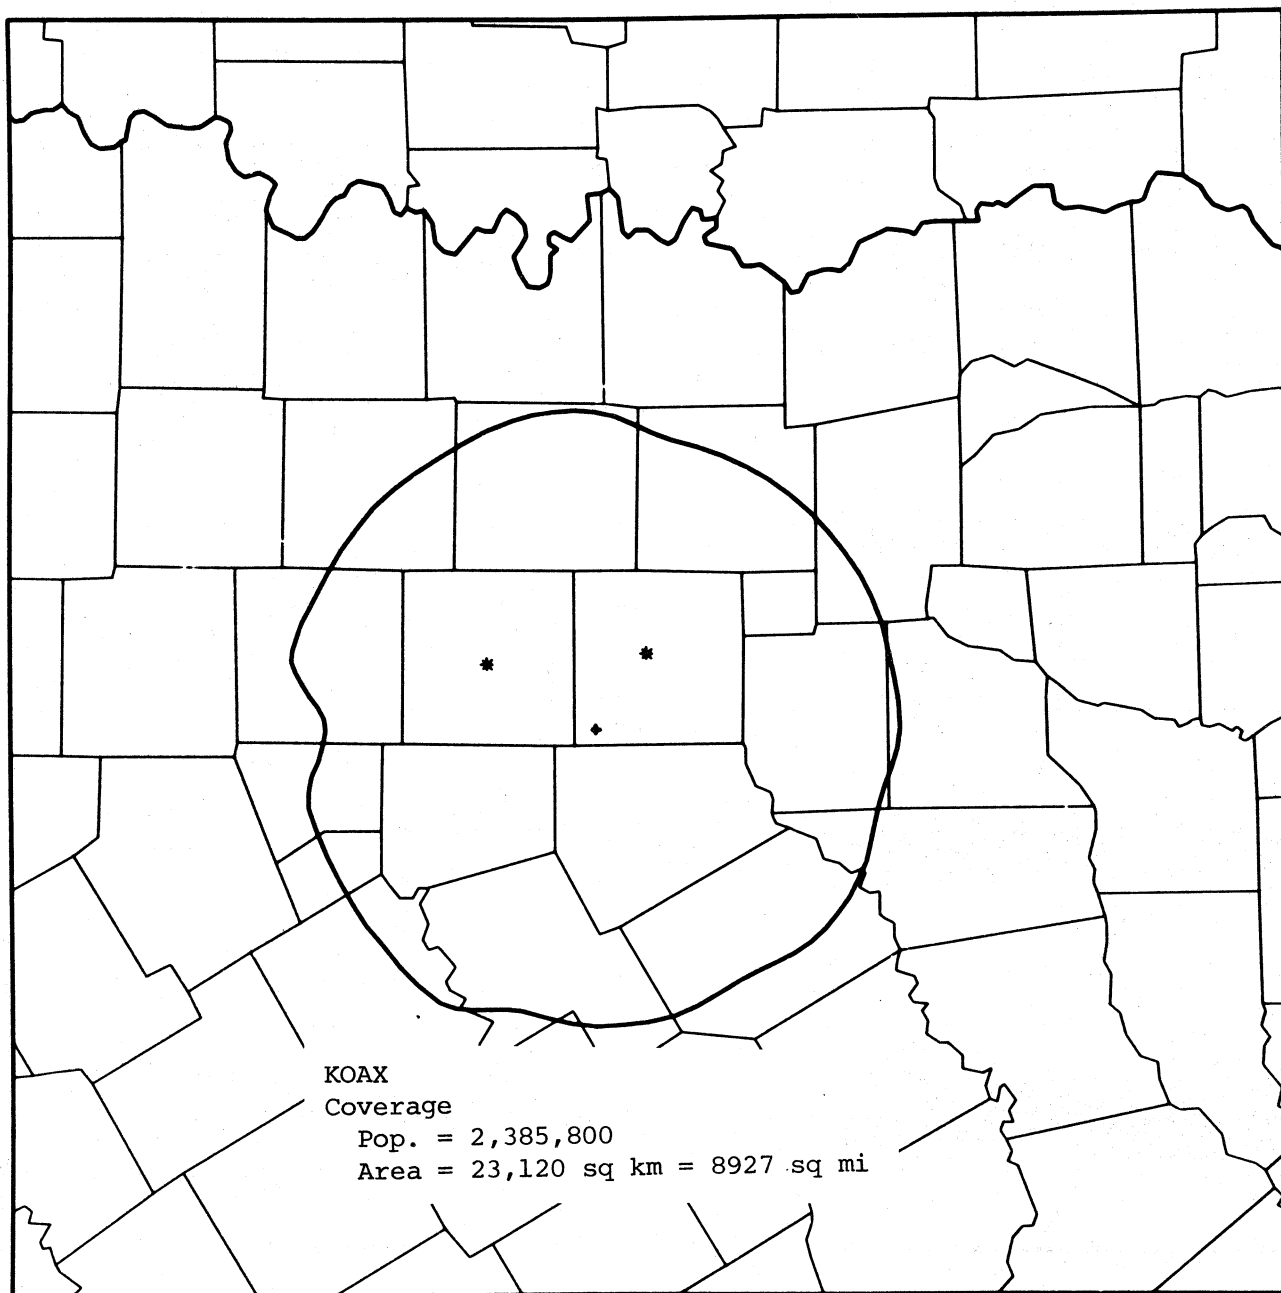 KOAX
Coverage
Pop. = 2,385,800
Area = 23,120 sq km = 8927 sq mi